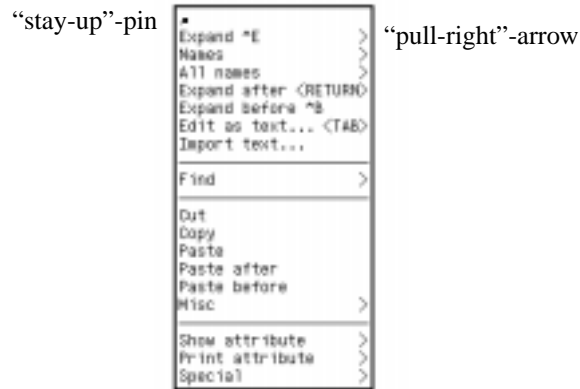 “stay-up”-pin
“pull-right”-arrow
Expand ^E >
Names >
All names >
Expand after <RETURN>
Expand before ^B
Edit as text... <TAB>
Import text...
Find >
Cut
Copy
Paste
Paste after
Paste before
Misc >
Show attribute >
Print attribute >
Special >